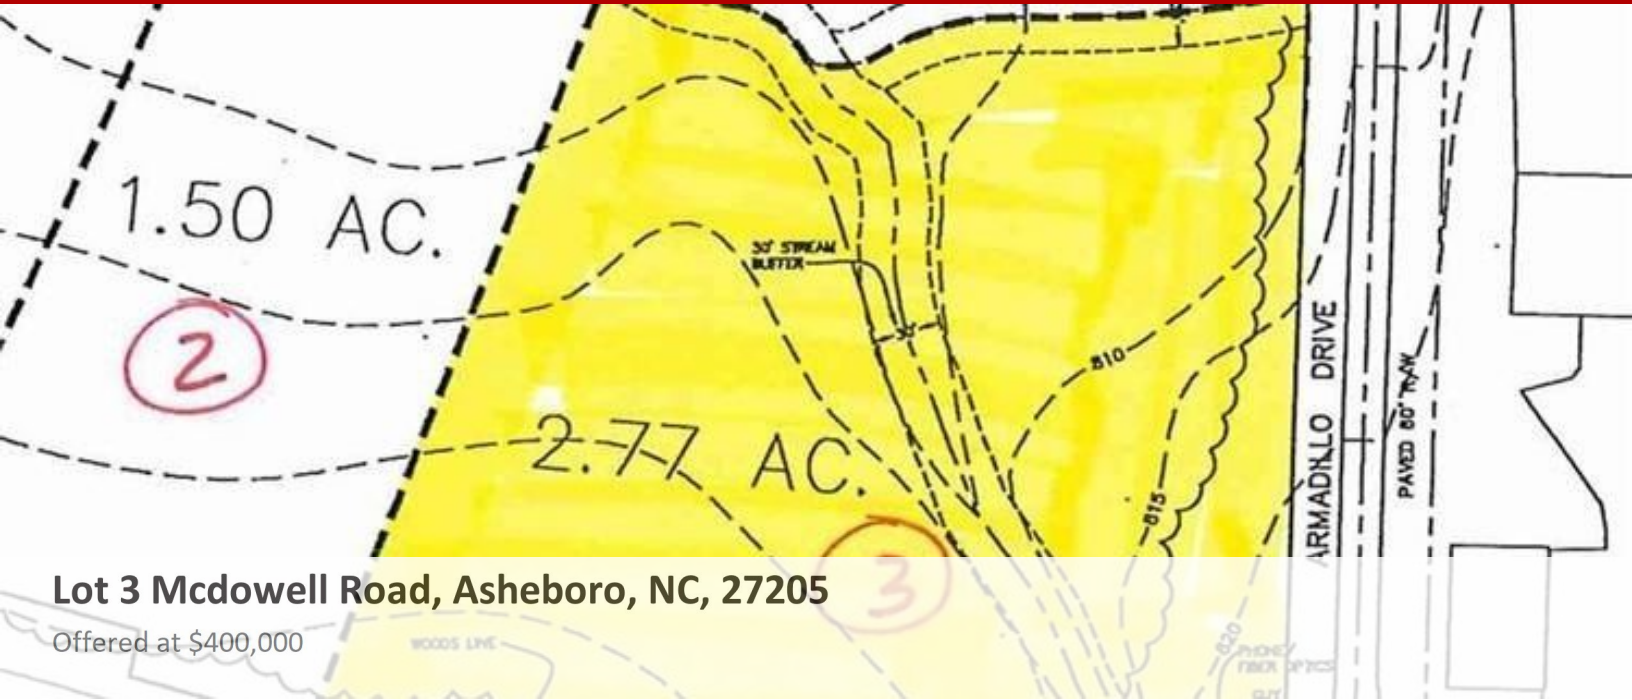 1.50 AC.
2
30' STREAM
BUFFER
30'
810
2.77 AC.
815
3
ARMADILLO DRIVE
PAVED 60' R/W
Lot 3 Mcdowell Road, Asheboro, NC, 27205
Offered at $400,000
WOODS LINE
820
PHONE/
FIBER OPTICS